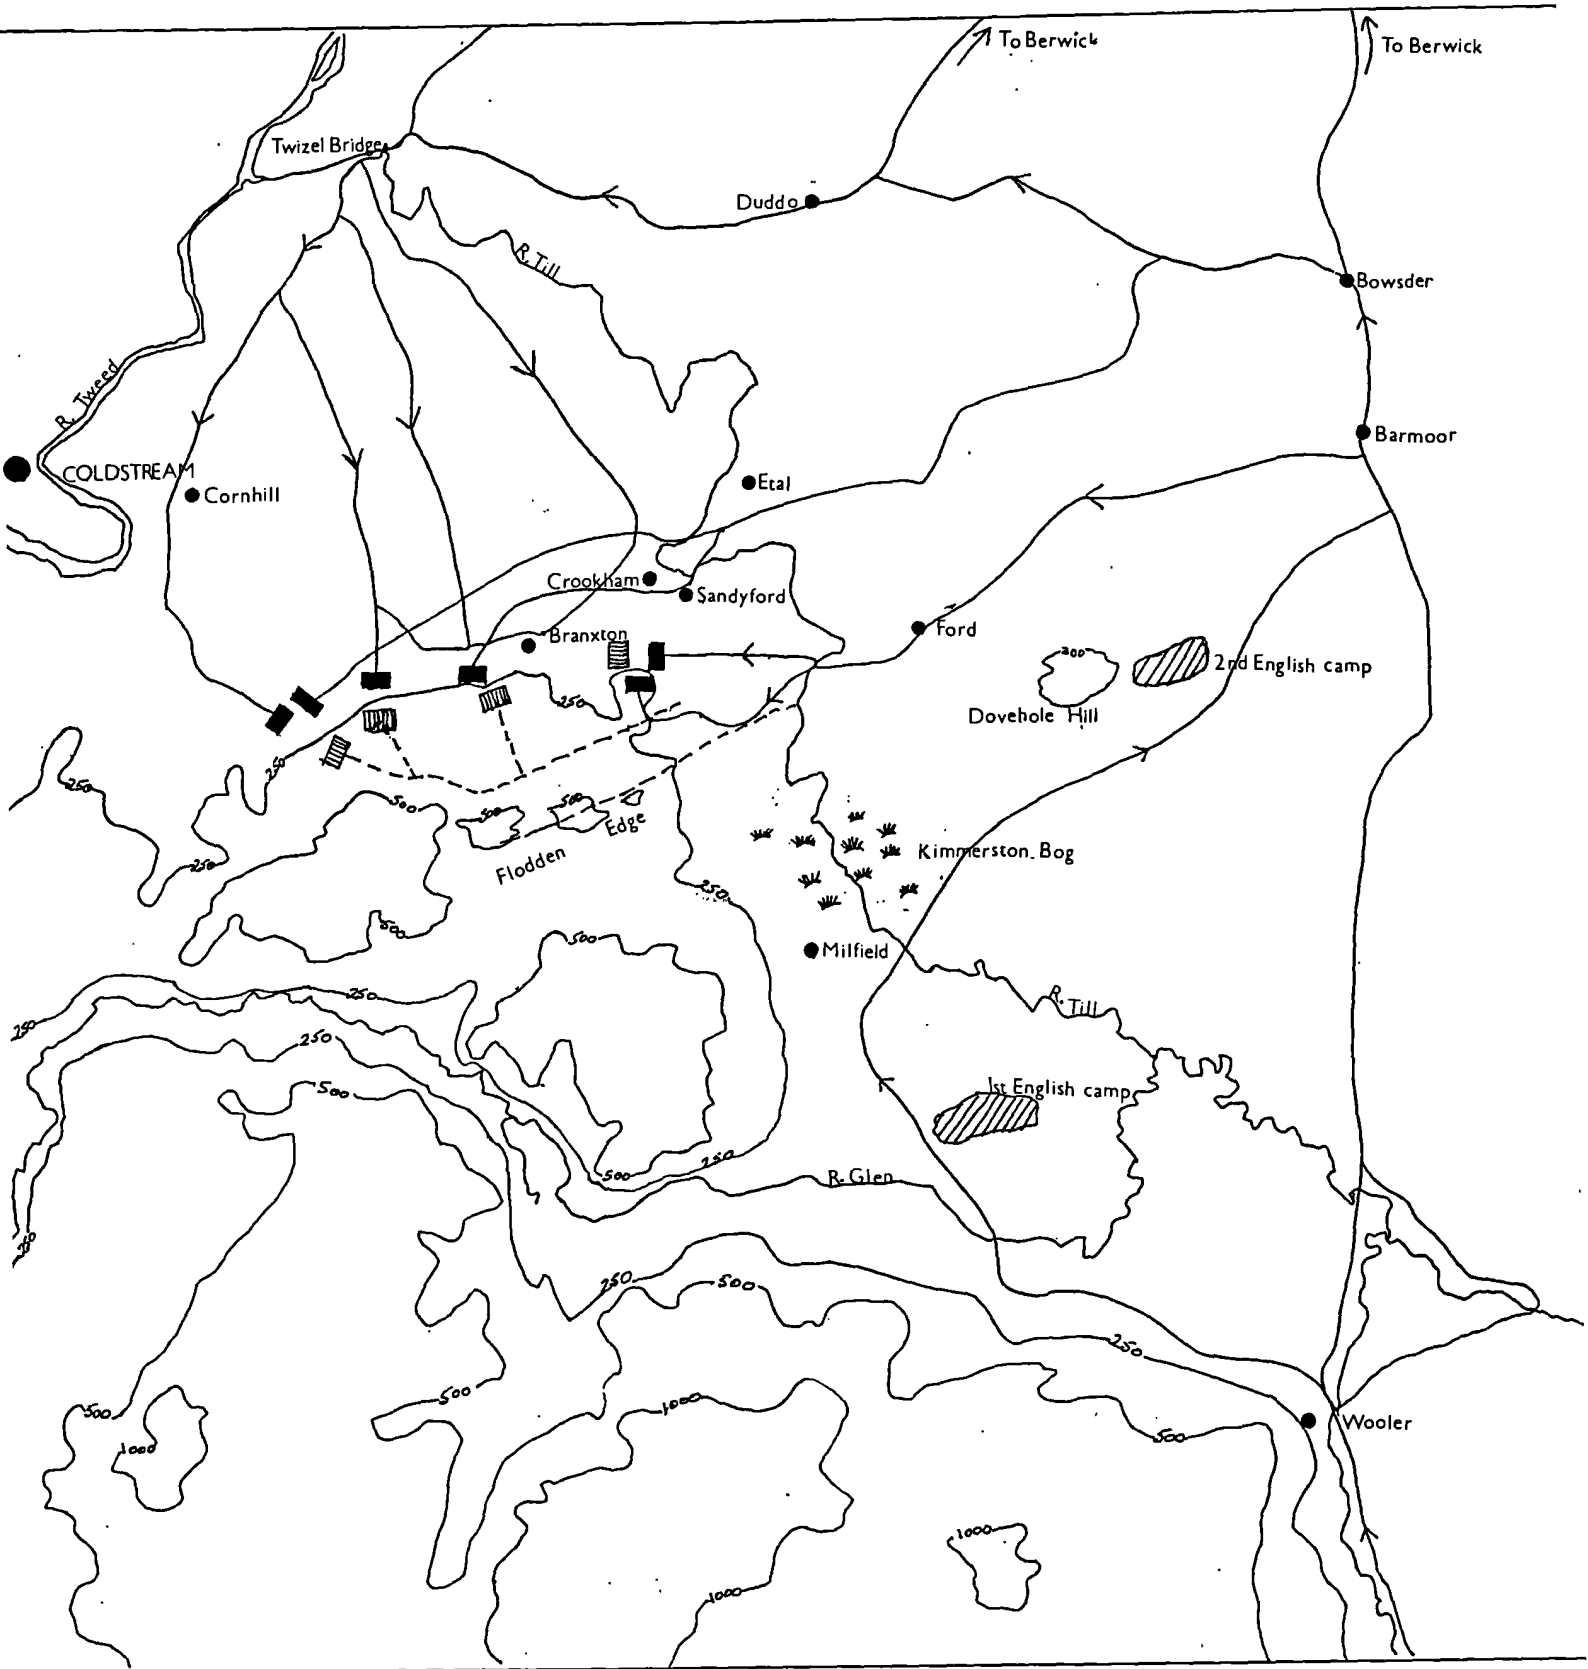 To Berwick
To Berwick
Twizel Bridge
Duddo
R. Till
Bowsder
R. Tweed
Barmoor
COLDSTREAM
Cornhill
Etal
Crookham
Sandyford
Branxton
Ford
300
2nd English camp
Dovehole Hill
250
250
250
500
500
500
Edge
Flodden
Kimmerston Bog
250
250
500
Milfield
500
250
R. Till
250
250
500
1st English camp
500
250
R. Glen
250
250
500
250
500
500
1000
500
1000
Wooler
500
1000
1000